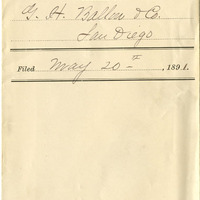 G. H. Ballou & Co.
San Diego
Filed May 20th, 1891.